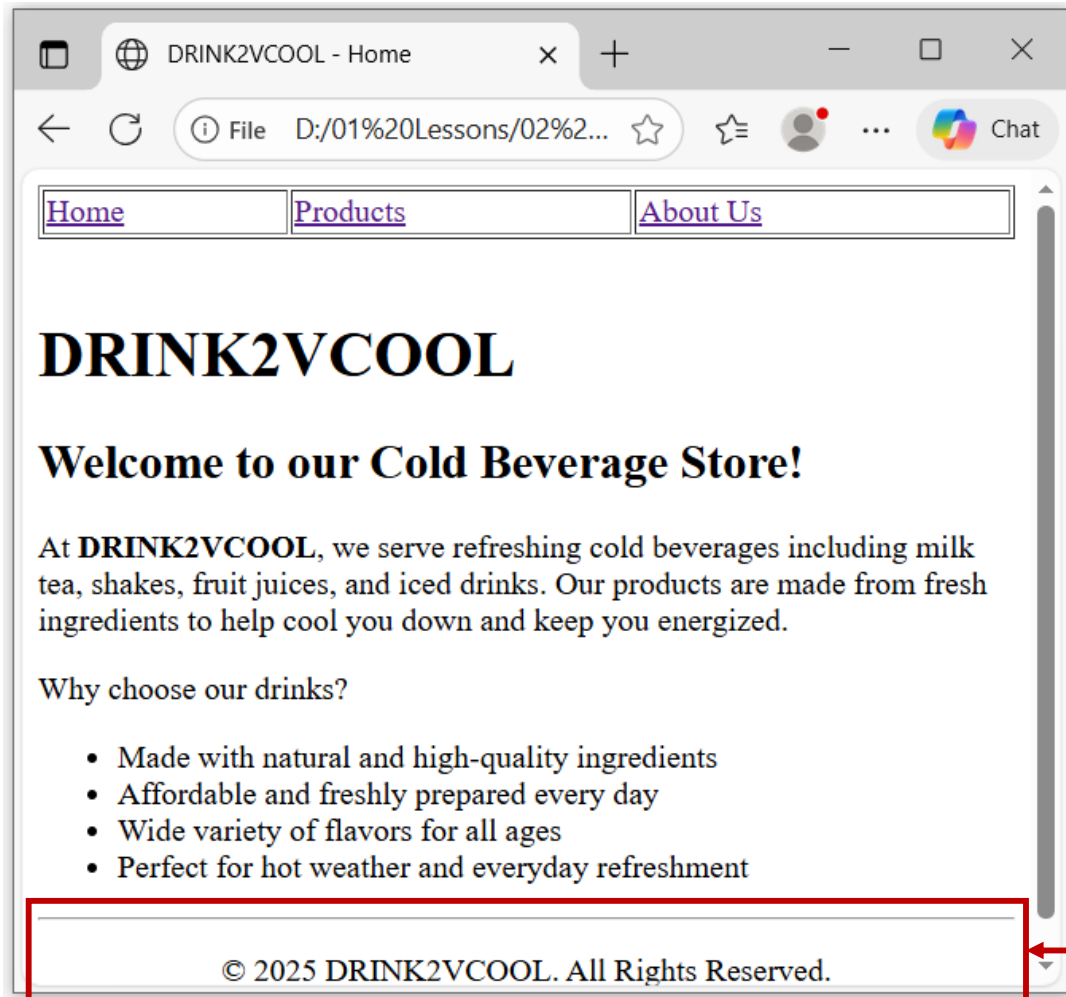 DRINK2VCOOL - Home
File D:/01%20Lessons/02%2... Chat
Home Products About Us
DRINK2VCOOL
Welcome to our Cold Beverage Store!
At DRINK2VCOOL, we serve refreshing cold beverages including milk
tea, shakes, fruit juices, and iced drinks. Our products are made from fresh
ingredients to help cool you down and keep you energized.
Why choose our drinks?
• Made with natural and high-quality ingredients
• Affordable and freshly prepared every day
• Wide variety of flavors for all ages
• Perfect for hot weather and everyday refreshment
© 2025 DRINK2VCOOL. All Rights Reserved.